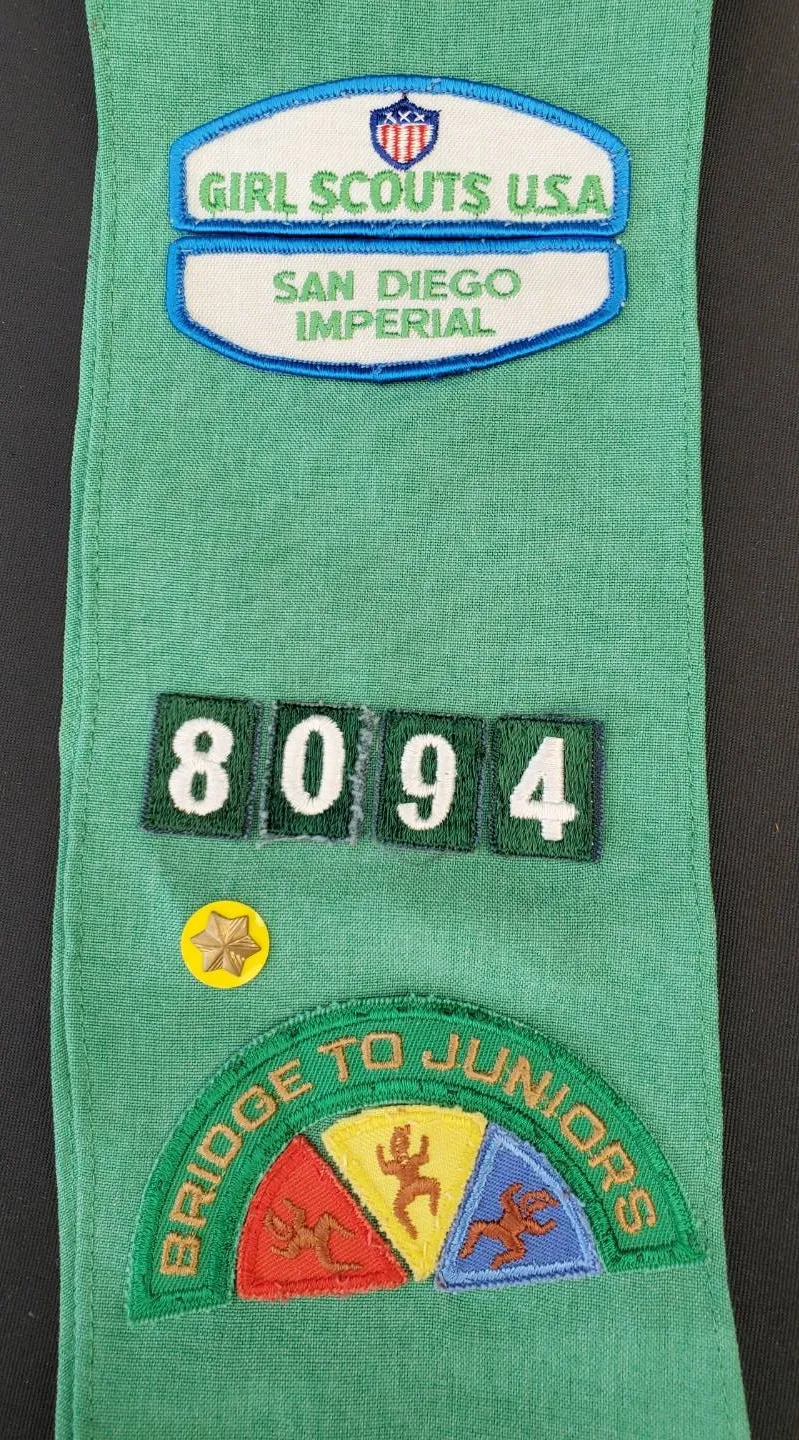 GIRL SCOUTS U.S.A
SAN DIEGO
IMPERIAL
8094
BRIDGE TO JUNIORS